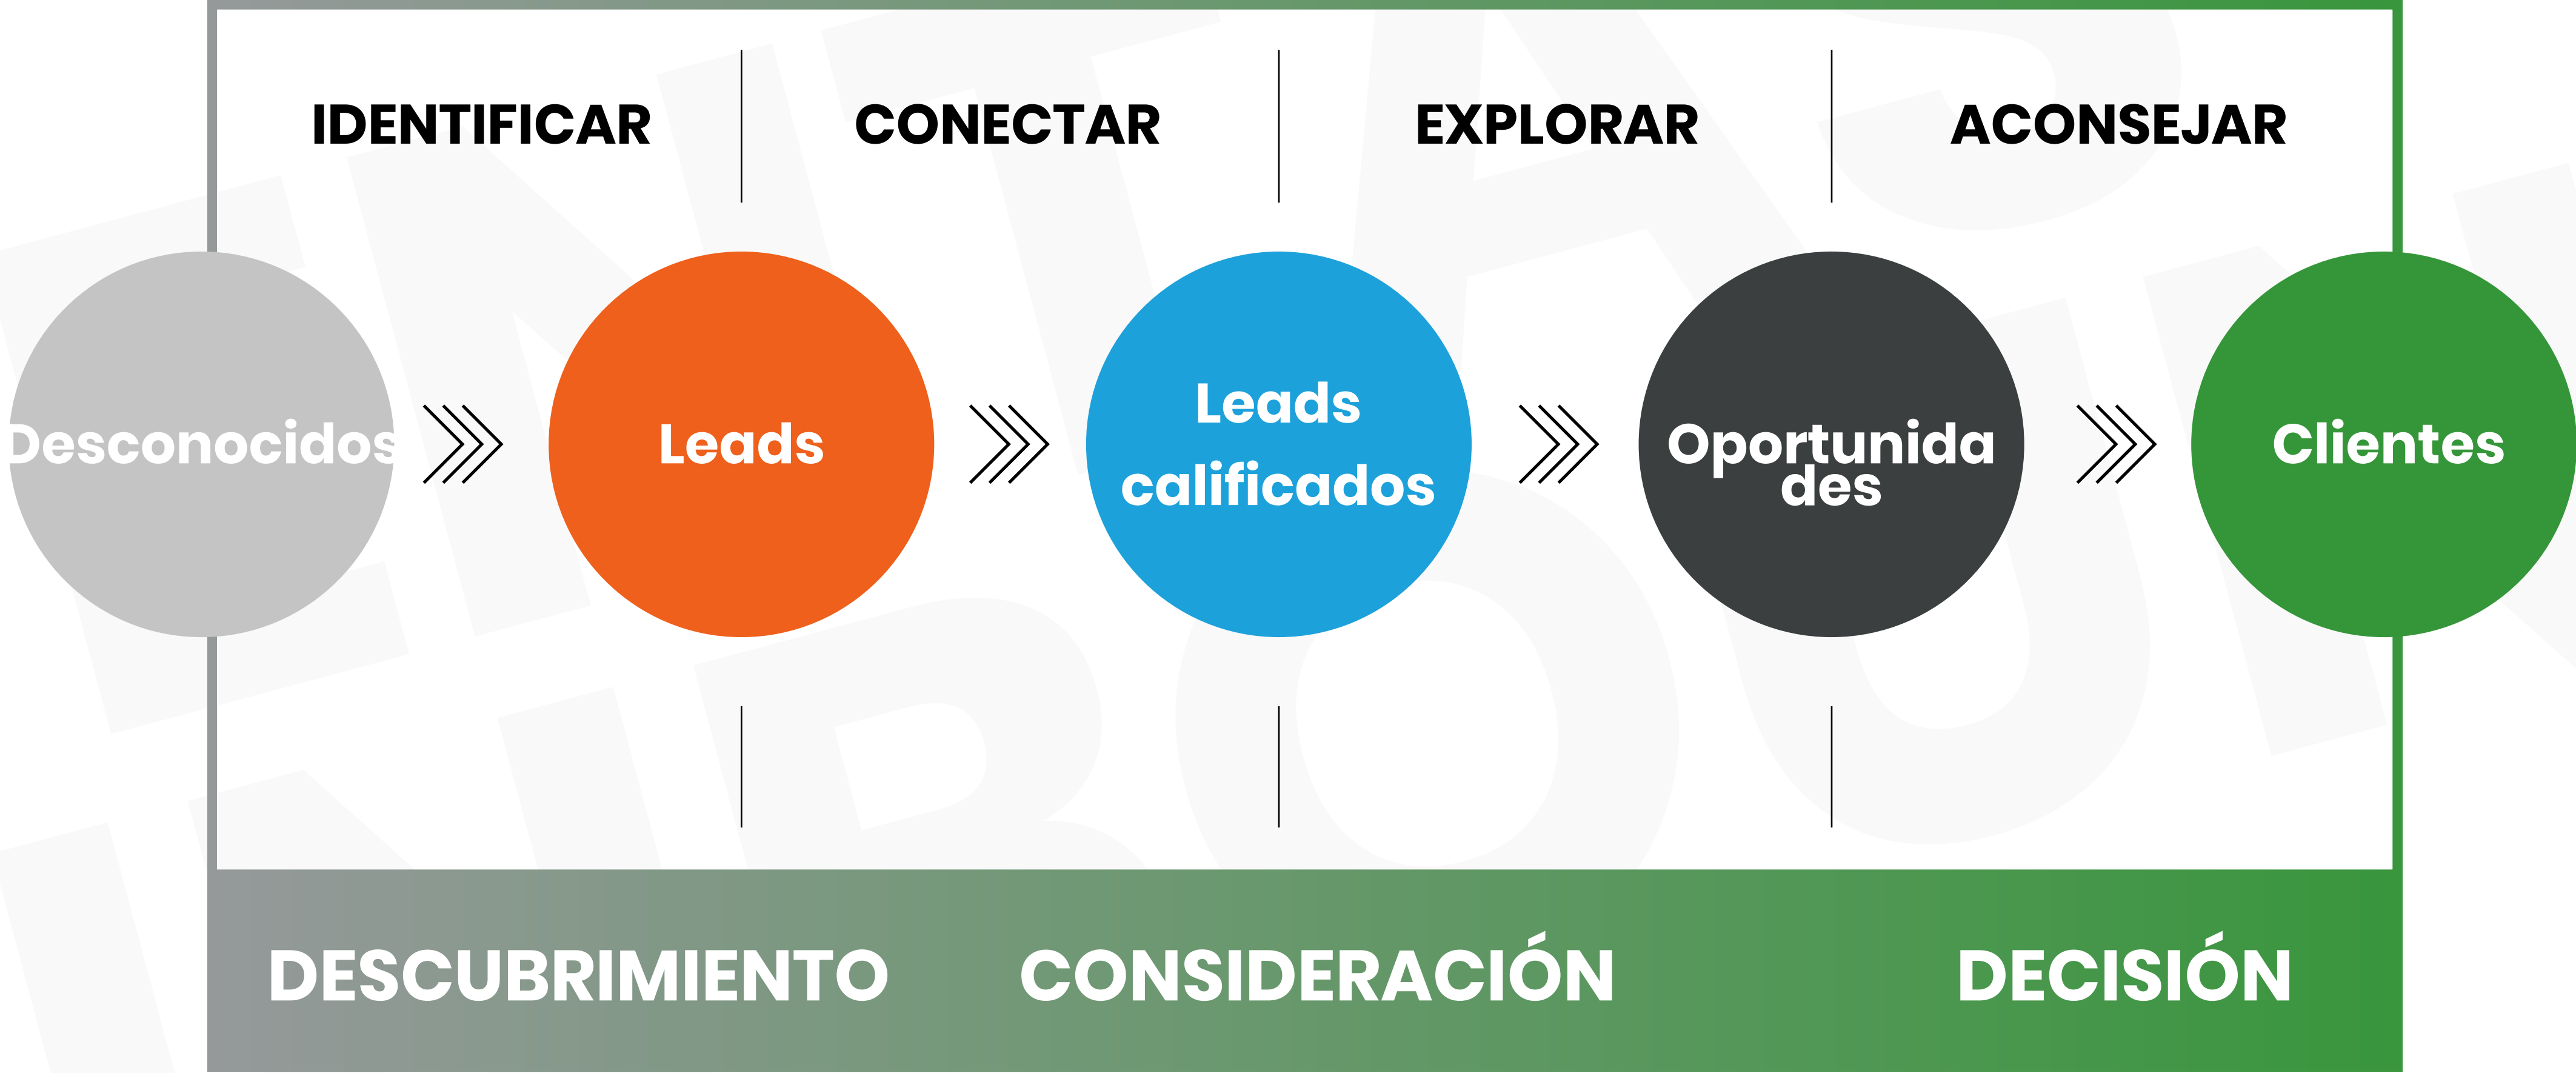 IDENTIFICAR
CONECTAR
EXPLORAR
ACONSEJAR
Desconocidos
Leads
Leads
calificados
Oportunida
des
Clientes
DESCUBRIMIENTO
CONSIDERACIÓN
DECISIÓN